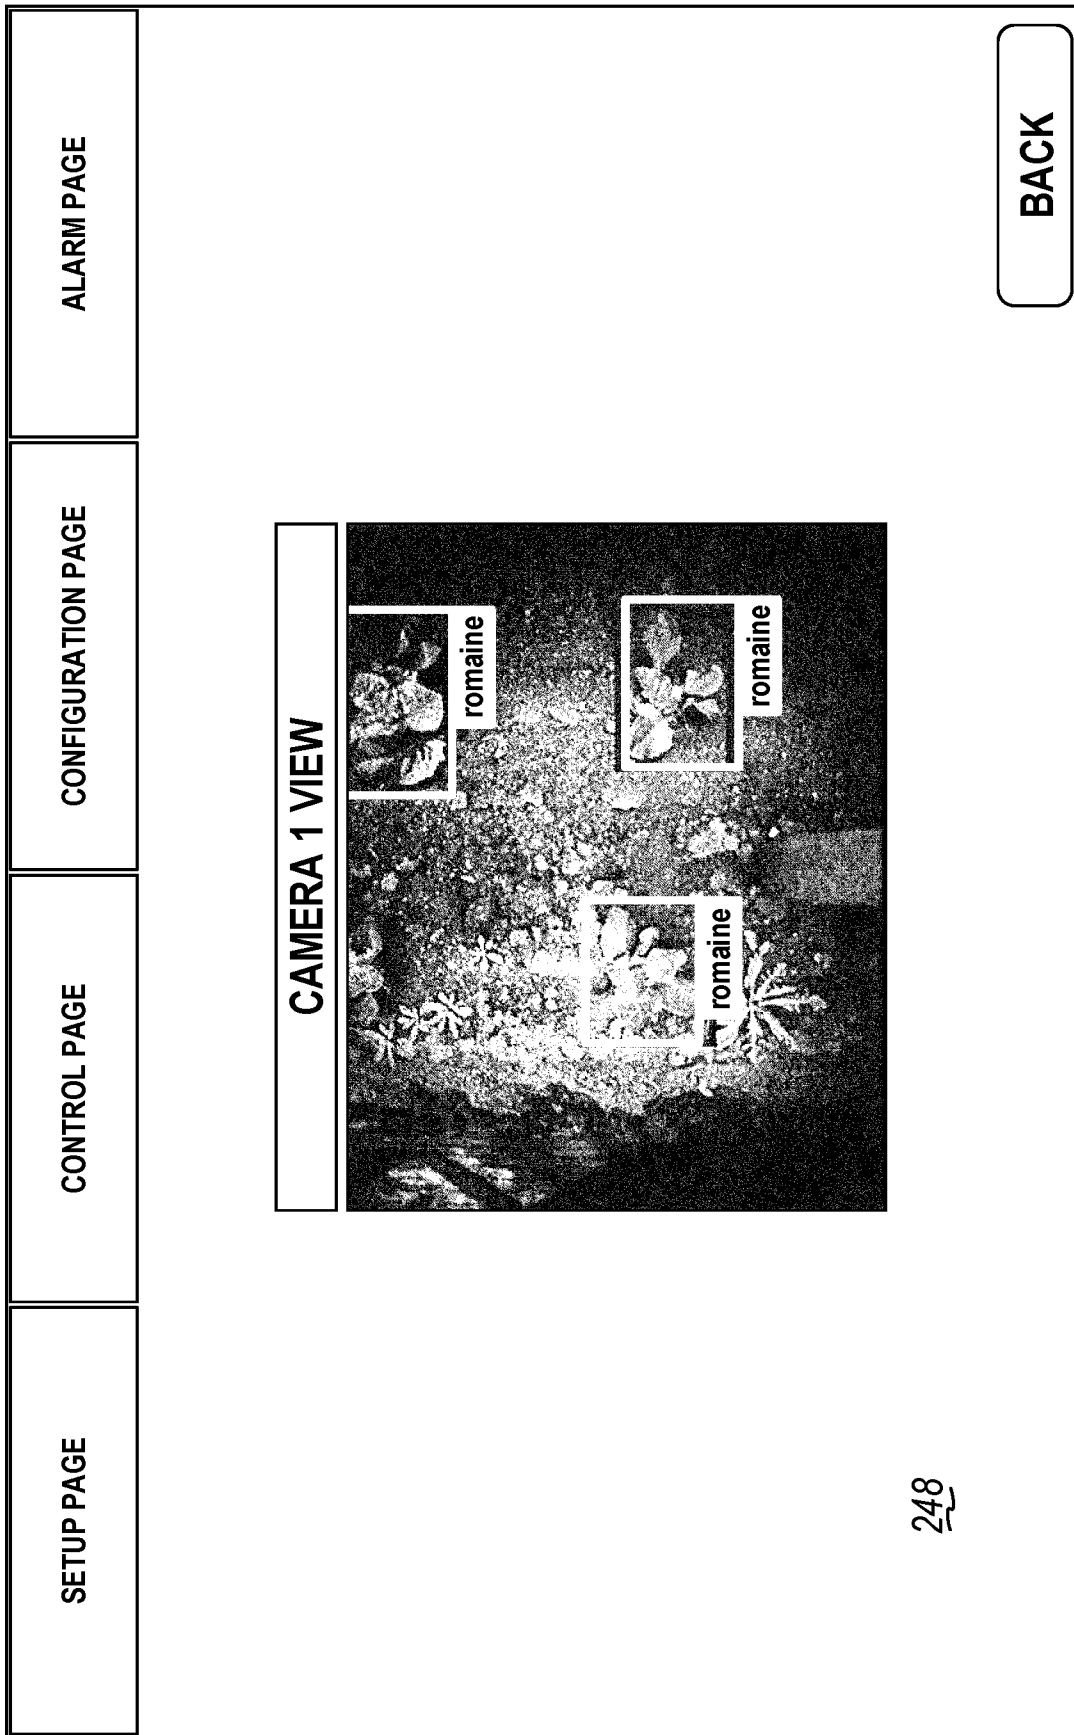 SETUP PAGE
CONTROL PAGE
CONFIGURATION PAGE
ALARM PAGE
CAMERA 1 VIEW
romaine
romaine
romaine
248
BACK